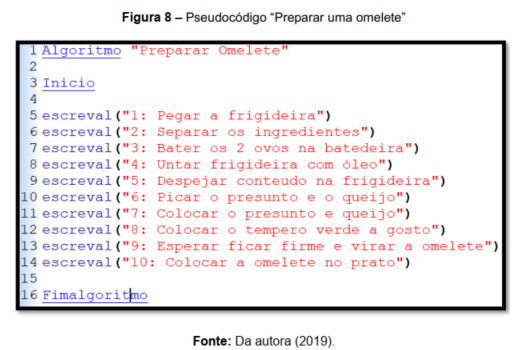 Figura 8 – Pseudocódigo “Preparar uma omelete”
1 Algoritmo "Preparar Omelete"
2
3 Inicio
4
5 escreval("1: Pegar a frigideira")
6 escreval("2: Separar os ingredientes")
7 escreval("3: Bater os 2 ovos na batedeira")
8 escreval("4: Untar frigideira com óleo")
9 escreval("5: Despejar conteudo na frigideira")
10 escreval("6: Picar o presunto e o queijo")
11 escreval("7: Colocar o presunto e queijo")
12 escreval("8: Colocar o tempero verde a gosto")
13 escreval("9: Esperar ficar firme e virar a omelete")
14 escreval("10: Colocar a omelete no prato")
15
16 Fimalgoritmo
Fonte: Da autora (2019).